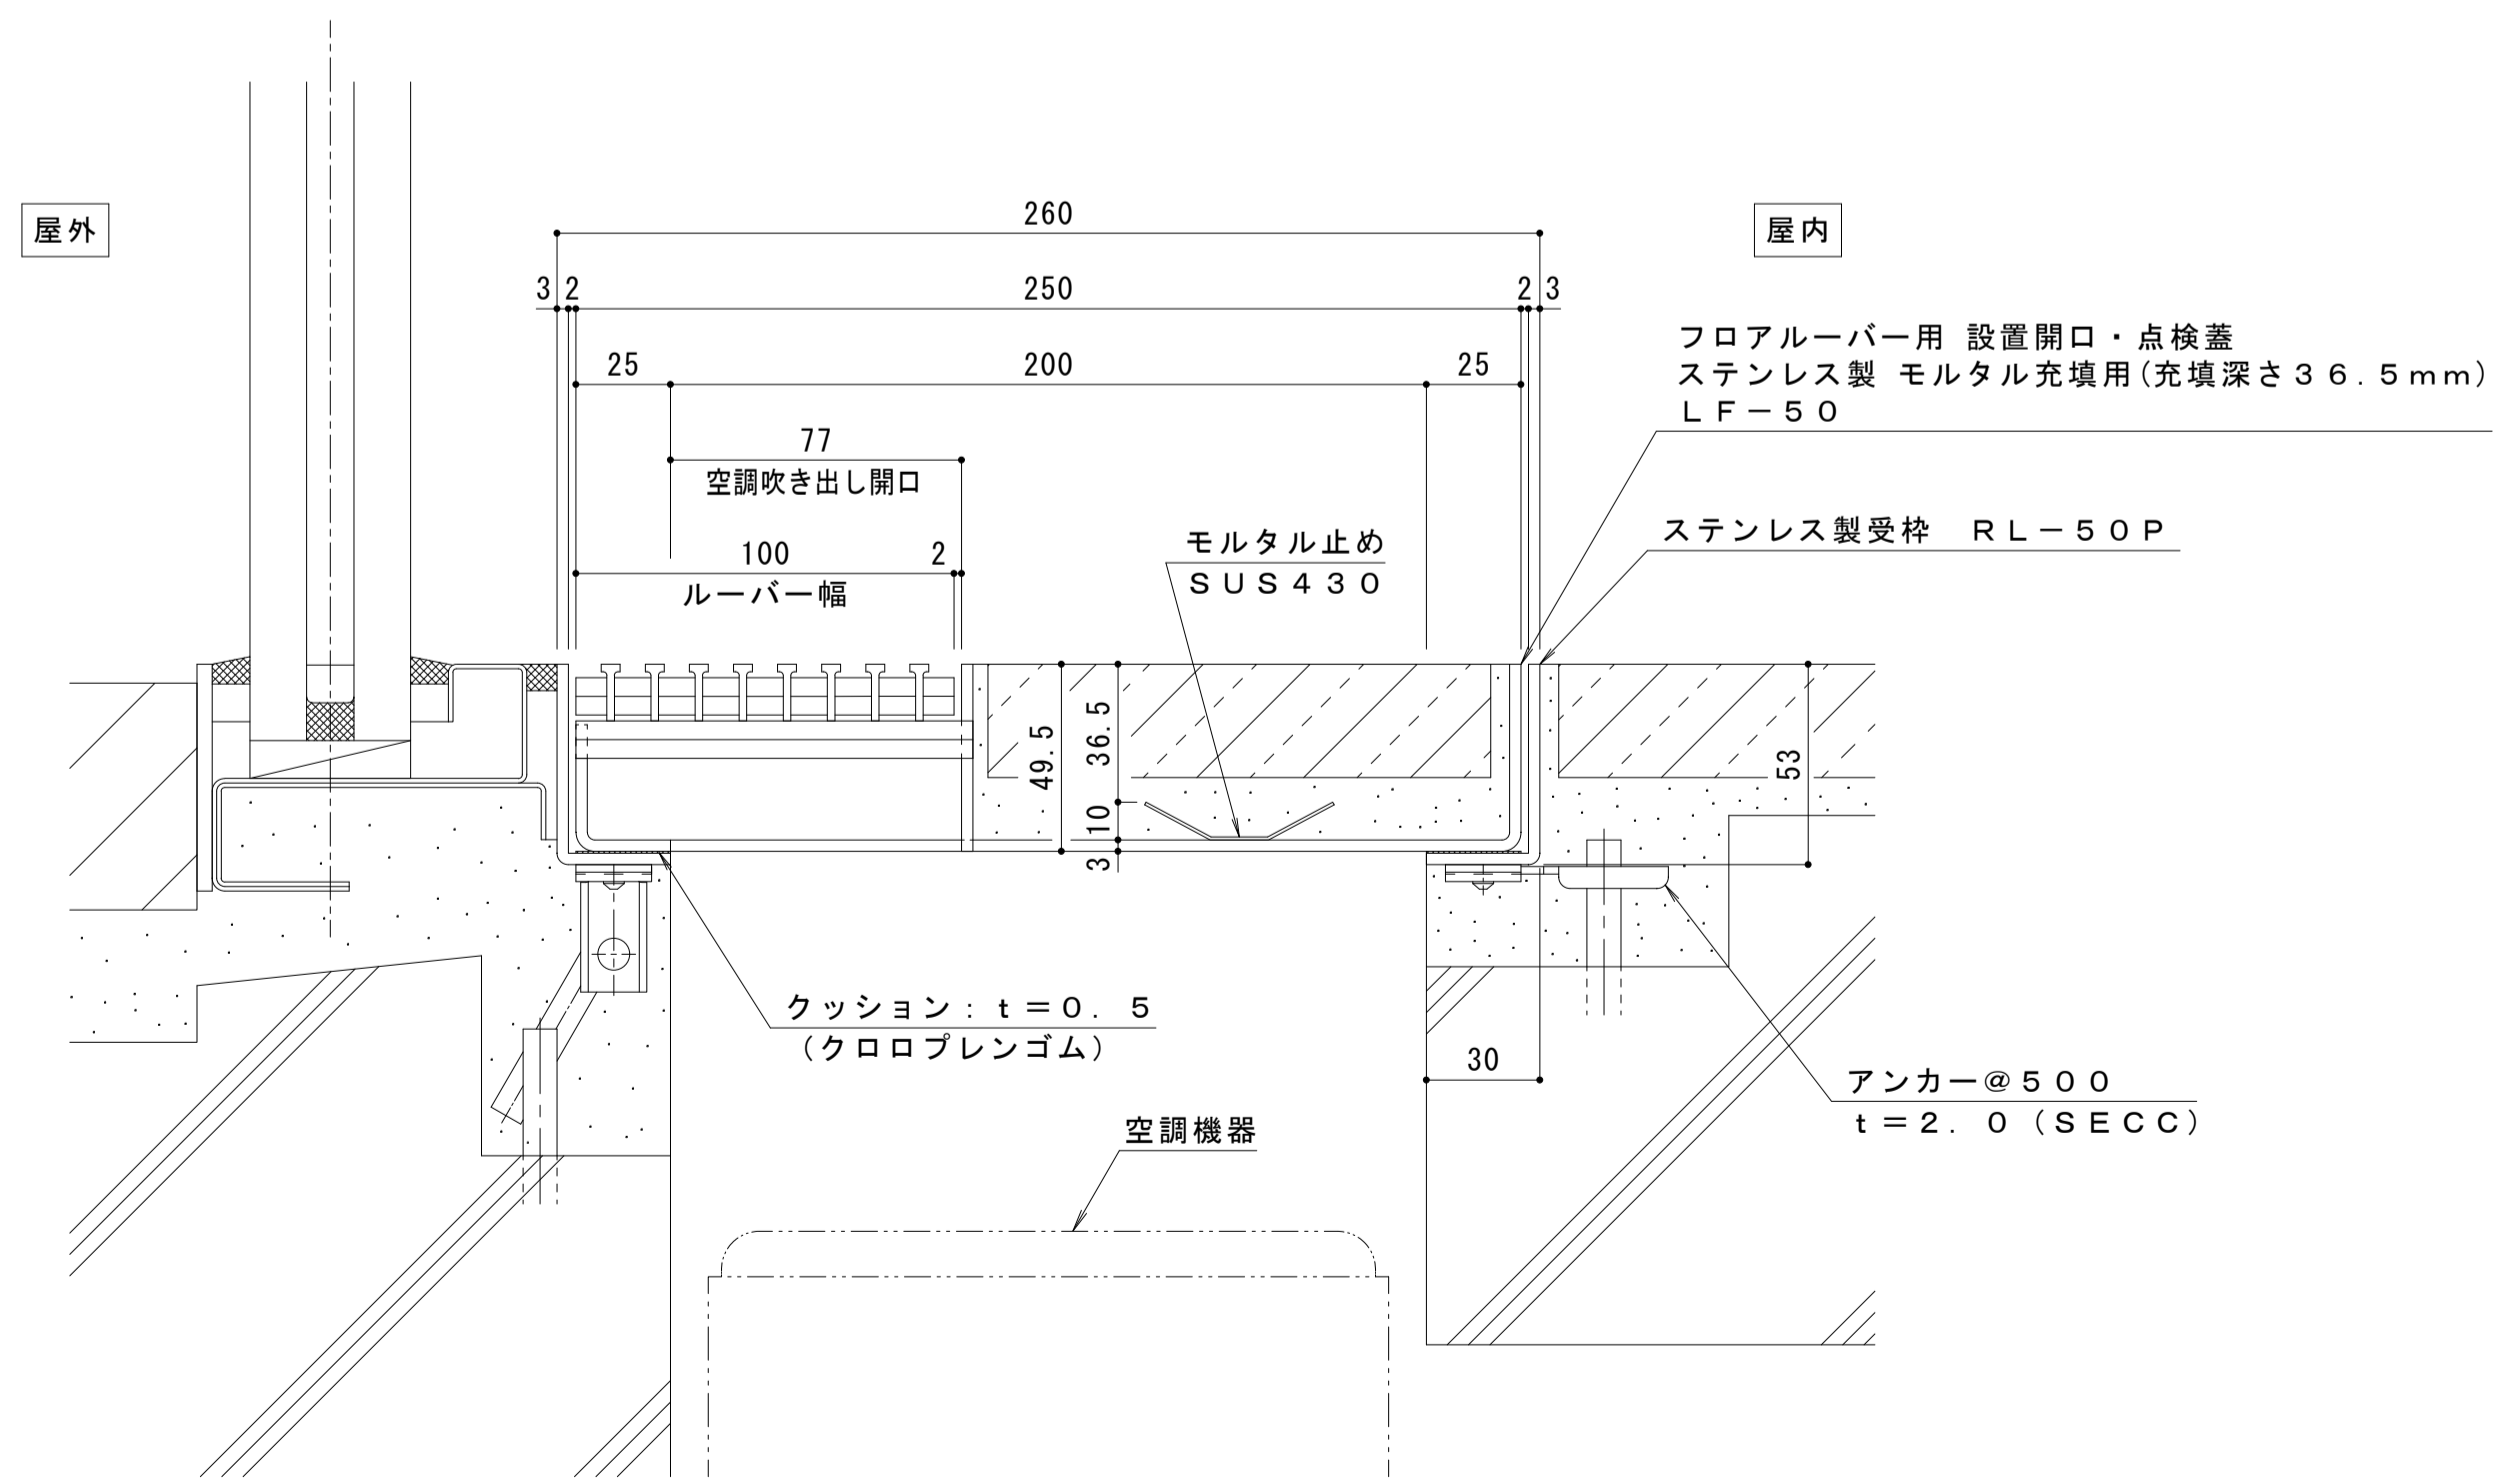 260
屋外
屋内
3 2 250 2 3
フロアルーバー用 設置開口・点検蓋
ステンレス製 モルタル充填用(充填深さ36.5mm)
LF－50
25 200 25
77
空調吹き出し開口
ステンレス製受枠 RL－50P
モルタル止め
SUS430
100 2
ルーバー幅
49.5
36.5
10
3
53
クッション:t＝0.5
(クロロプレンゴム)
30
アンカー@500
t＝2.0(SECC)
空調機器